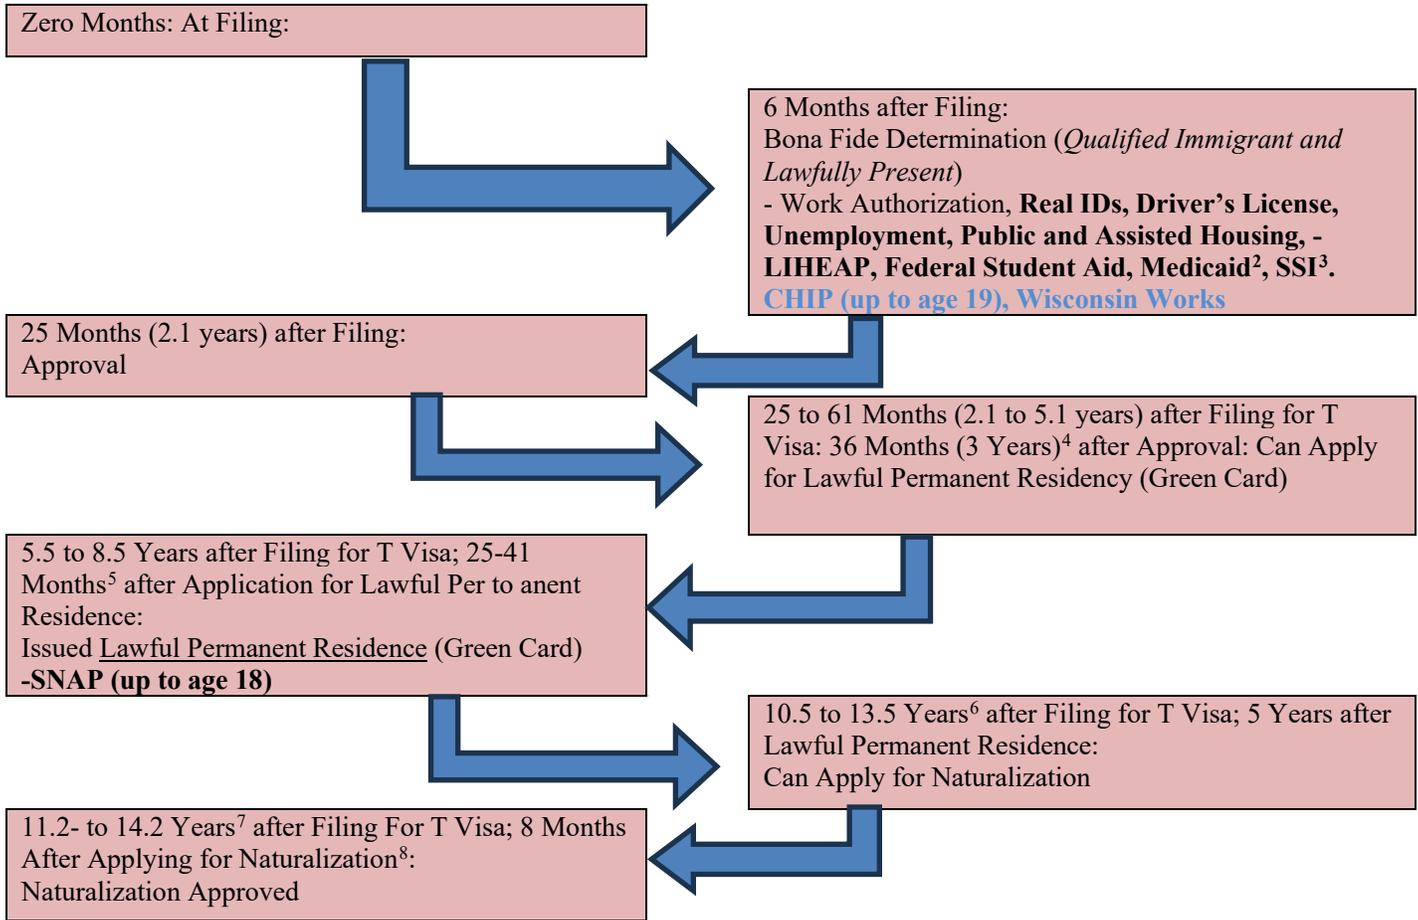 Zero Months: At Filing:
6 Months after Filing:
Bona Fide Determination (Qualified Immigrant and
Lawfully Present)
- Work Authorization, Real IDs, Driver’s License,
Unemployment, Public and Assisted Housing, -
LIHEAP, Federal Student Aid, Medicaid², SSI³.
CHIP (up to age 19), Wisconsin Works
25 Months (2.1 years) after Filing:
Approval
25 to 61 Months (2.1 to 5.1 years) after Filing for T
Visa: 36 Months (3 Years)⁴ after Approval: Can Apply
for Lawful Permanent Residency (Green Card)
5.5 to 8.5 Years after Filing for T Visa; 25-41
Months⁵ after Application for Lawful Per to anent
Residence:
Issued Lawful Permanent Residence (Green Card)
-SNAP (up to age 18)
10.5 to 13.5 Years⁶ after Filing for T Visa; 5 Years after
Lawful Permanent Residence:
Can Apply for Naturalization
11.2- to 14.2 Years⁷ after Filing For T Visa; 8 Months
After Applying for Naturalization⁸:
Naturalization Approved